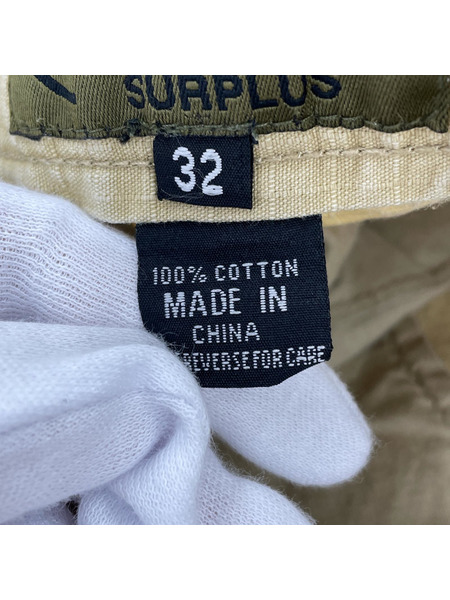 SURPLUS
32
100% COTTON
MADE IN
CHINA
REVERSE FOR CARE